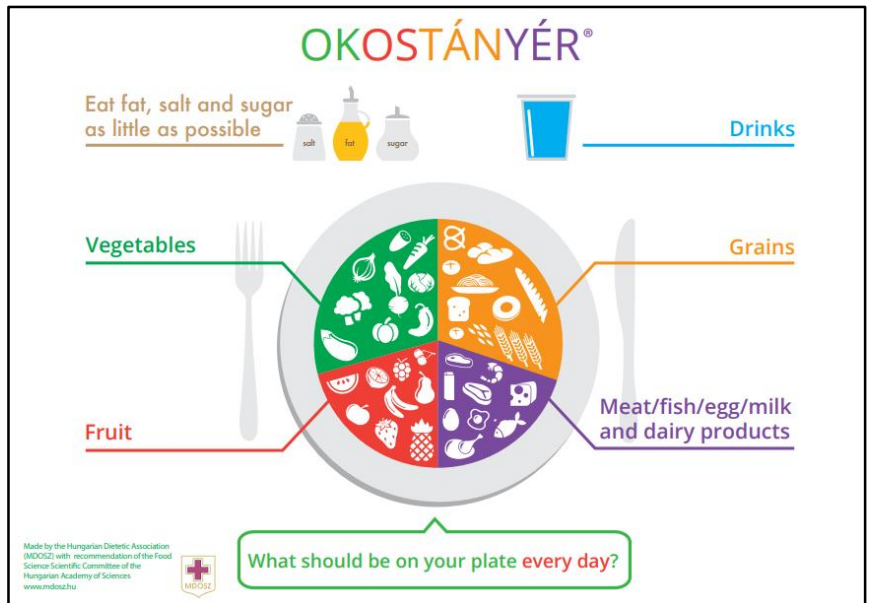 OKOSTÁNYÉR®
Eat fat, salt and sugar
as little as possible
salt
fat
sugar
Drinks
Vegetables
Grains
Fruit
Meat/fish/egg/milk
and dairy products
What should be on your plate every day?
Made by the Hungarian Dietetic Association
(MDOSZ) with recommendation of the Food
Science Scientific Committee of the
Hungarian Academy of Sciences
www.mdosz.hu
MDOSZ